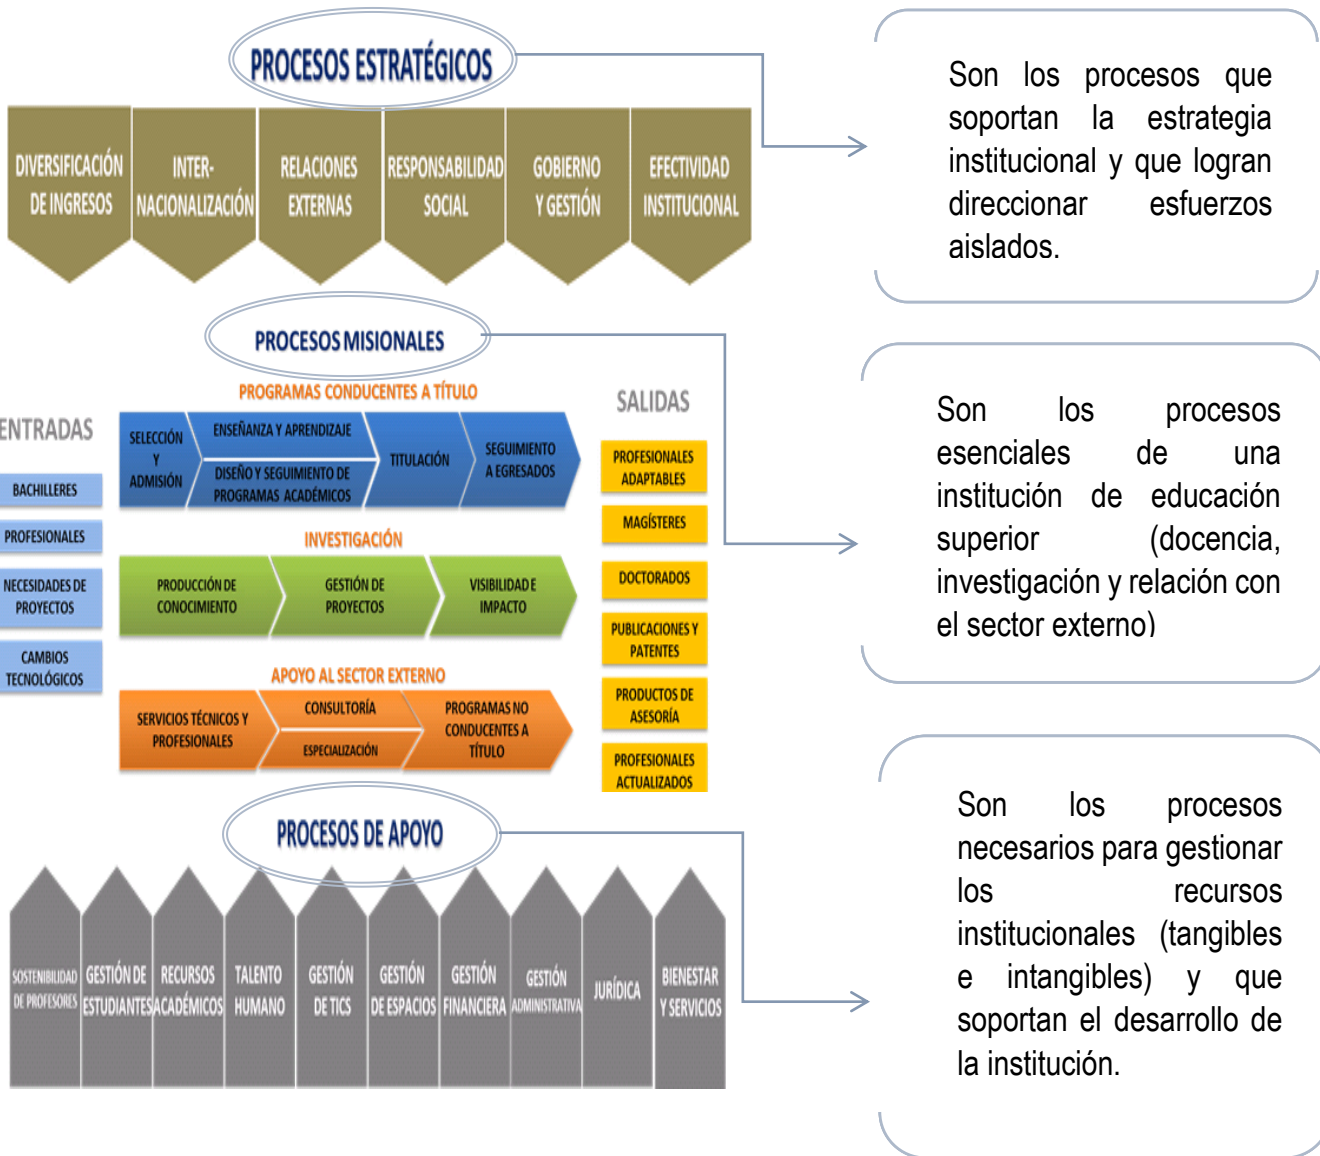 PROCESOS ESTRATÉGICOS
DIVERSIFICACIÓN
DE INGRESOS
INTER-
NACIONALIZACIÓN
RELACIONES
EXTERNAS
RESPONSABILIDAD
SOCIAL
GOBIERNO
Y GESTIÓN
EFECTIVIDAD
INSTITUCIONAL
Son los procesos que
soportan la estrategia
institucional y que logran
direccionar esfuerzos
aislados.
PROCESOS MISIONALES
ENTRADAS
BACHILLERES
PROFESIONALES
NECESIDADES DE
PROYECTOS
CAMBIOS
TECNOLÓGICOS
PROGRAMAS CONDUCENTES A TÍTULO
SELECCIÓN
Y
ADMISIÓN
ENSEÑANZA Y APRENDIZAJE
DISEÑO Y SEGUIMIENTO DE
PROGRAMAS ACADÉMICOS
TITULACIÓN
SEGUIMIENTO
A EGRESADOS
INVESTIGACIÓN
PRODUCCIÓN DE
CONOCIMIENTO
GESTIÓN DE
PROYECTOS
VISIBILIDAD E
IMPACTO
APOYO AL SECTOR EXTERNO
SERVICIOS TÉCNICOS Y
PROFESIONALES
CONSULTORÍA
ESPECIALIZACIÓN
PROGRAMAS NO
CONDUCENTES A
TÍTULO
SALIDAS
PROFESIONALES
ADAPTABLES
MAGÍSTERES
DOCTORADOS
PUBLICACIONES Y
PATENTES
PRODUCTOS DE
ASESORÍA
PROFESIONALES
ACTUALIZADOS
Son los procesos
esenciales de una
institución de educación
superior (docencia,
investigación y relación con
el sector externo)
PROCESOS DE APOYO
SOSTENIBILIDAD
DE PROFESORES
GESTIÓN DE
ESTUDIANTES
RECURSOS
ACADÉMICOS
TALENTO
HUMANO
GESTIÓN
DE TICS
GESTIÓN
DE ESPACIOS
GESTIÓN
FINANCIERA
GESTIÓN
ADMINISTRATIVA
JURÍDICA
BIENESTAR
Y SERVICIOS
Son los procesos
necesarios para gestionar
los recursos
institucionales (tangibles
e intangibles) y que
soportan el desarrollo de
la institución.